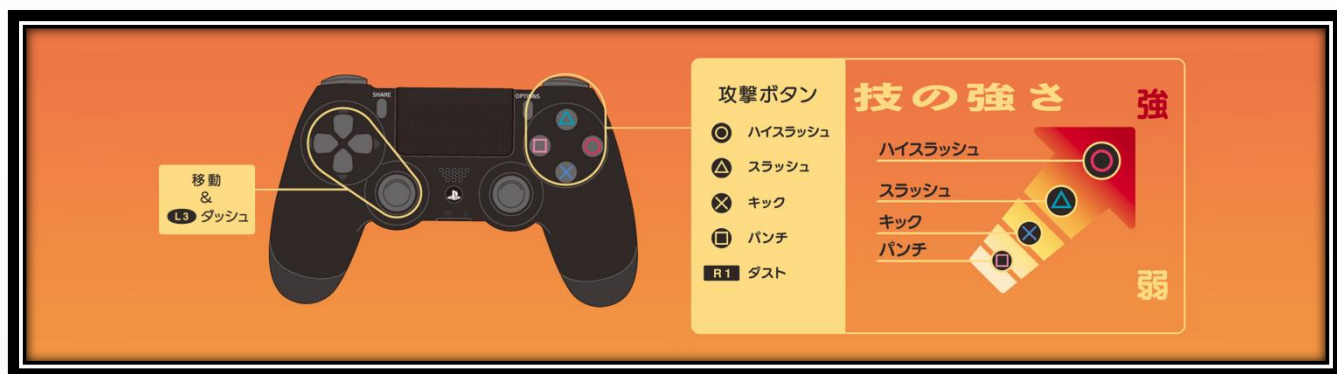 SHARE
OPTIONS
移動
&
L3 ダッシュ
攻撃ボタン
ハイスラッシュ
スラッシュ
キック
パンチ
R1 ダスト
技の強さ
強
ハイスラッシュ
スラッシュ
キック
パンチ
弱